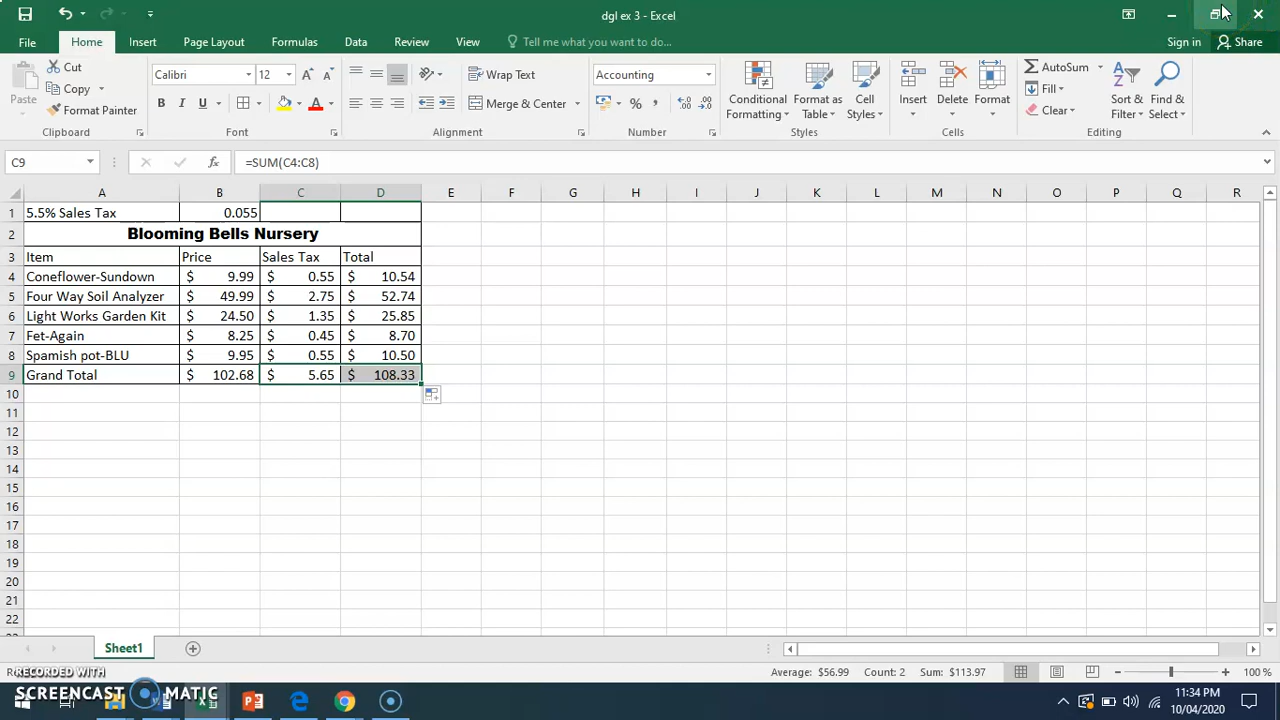 dgl ex 3 - Excel
File Home Insert Page Layout Formulas Data Review View Tell me what you want to do... Sign in Share
Paste Cut Copy Format Painter
Clipboard
Calibri 12 B I U A
Font
Wrap Text
Merge & Center
Alignment
Accounting
$ % ,
Number
Conditional Formatting Format as Table Cell Styles
Styles
Insert Delete Format
Cells
AutoSum Fill Clear Sort & Filter Find & Select
Editing
C9 fx =SUM(C4:C8)
A B C D E F G H I J K L M N O P Q R
1 5.5% Sales Tax 0.055
2 Blooming Bells Nursery
3 Item Price Sales Tax Total
4 Coneflower-Sundown $ 9.99 $ 0.55 $ 10.54
5 Four Way Soil Analyzer $ 49.99 $ 2.75 $ 52.74
6 Light Works Garden Kit $ 24.50 $ 1.35 $ 25.85
7 Fet-Again $ 8.25 $ 0.45 $ 8.70
8 Spamish pot-BLU $ 9.95 $ 0.55 $ 10.50
9 Grand Total $ 102.68 $ 5.65 $ 108.33
10
11
12
13
14
15
16
17
18
19
20
21
22
Sheet1
Average: $56.99 Count: 2 Sum: $113.97 100 %
RECORDED WITH
SCREENCAST MATIC
11:34 PM
10/04/2020